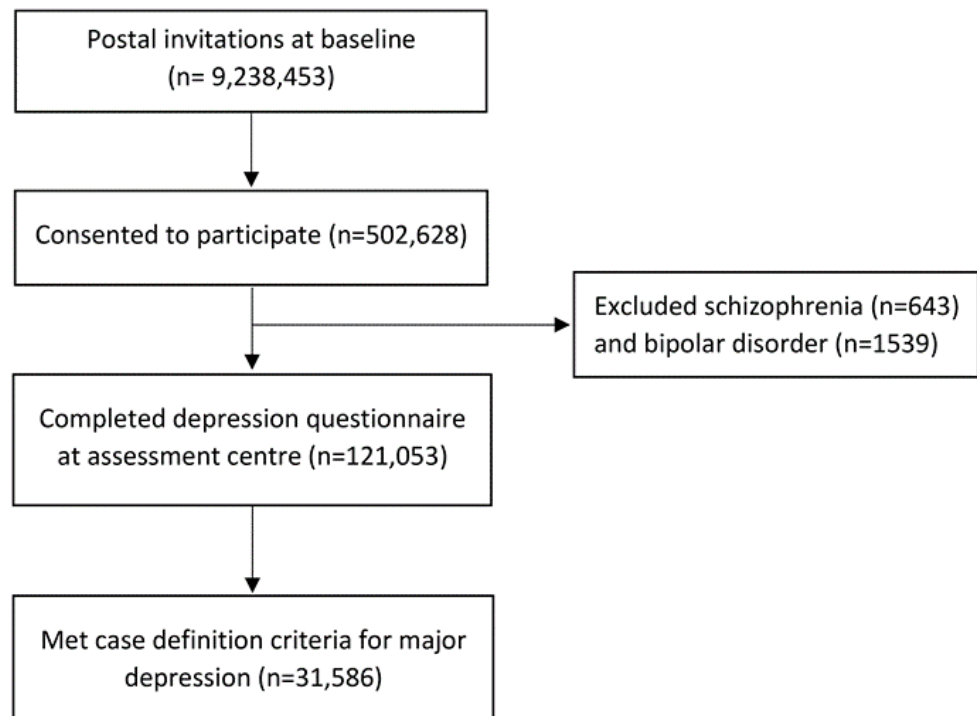 Postal invitations at baseline
(n= 9,238,453)
Consented to participate (n=502,628)
Excluded schizophrenia (n=643)
and bipolar disorder (n=1539)
Completed depression questionnaire
at assessment centre (n=121,053)
Met case definition criteria for major
depression (n=31,586)